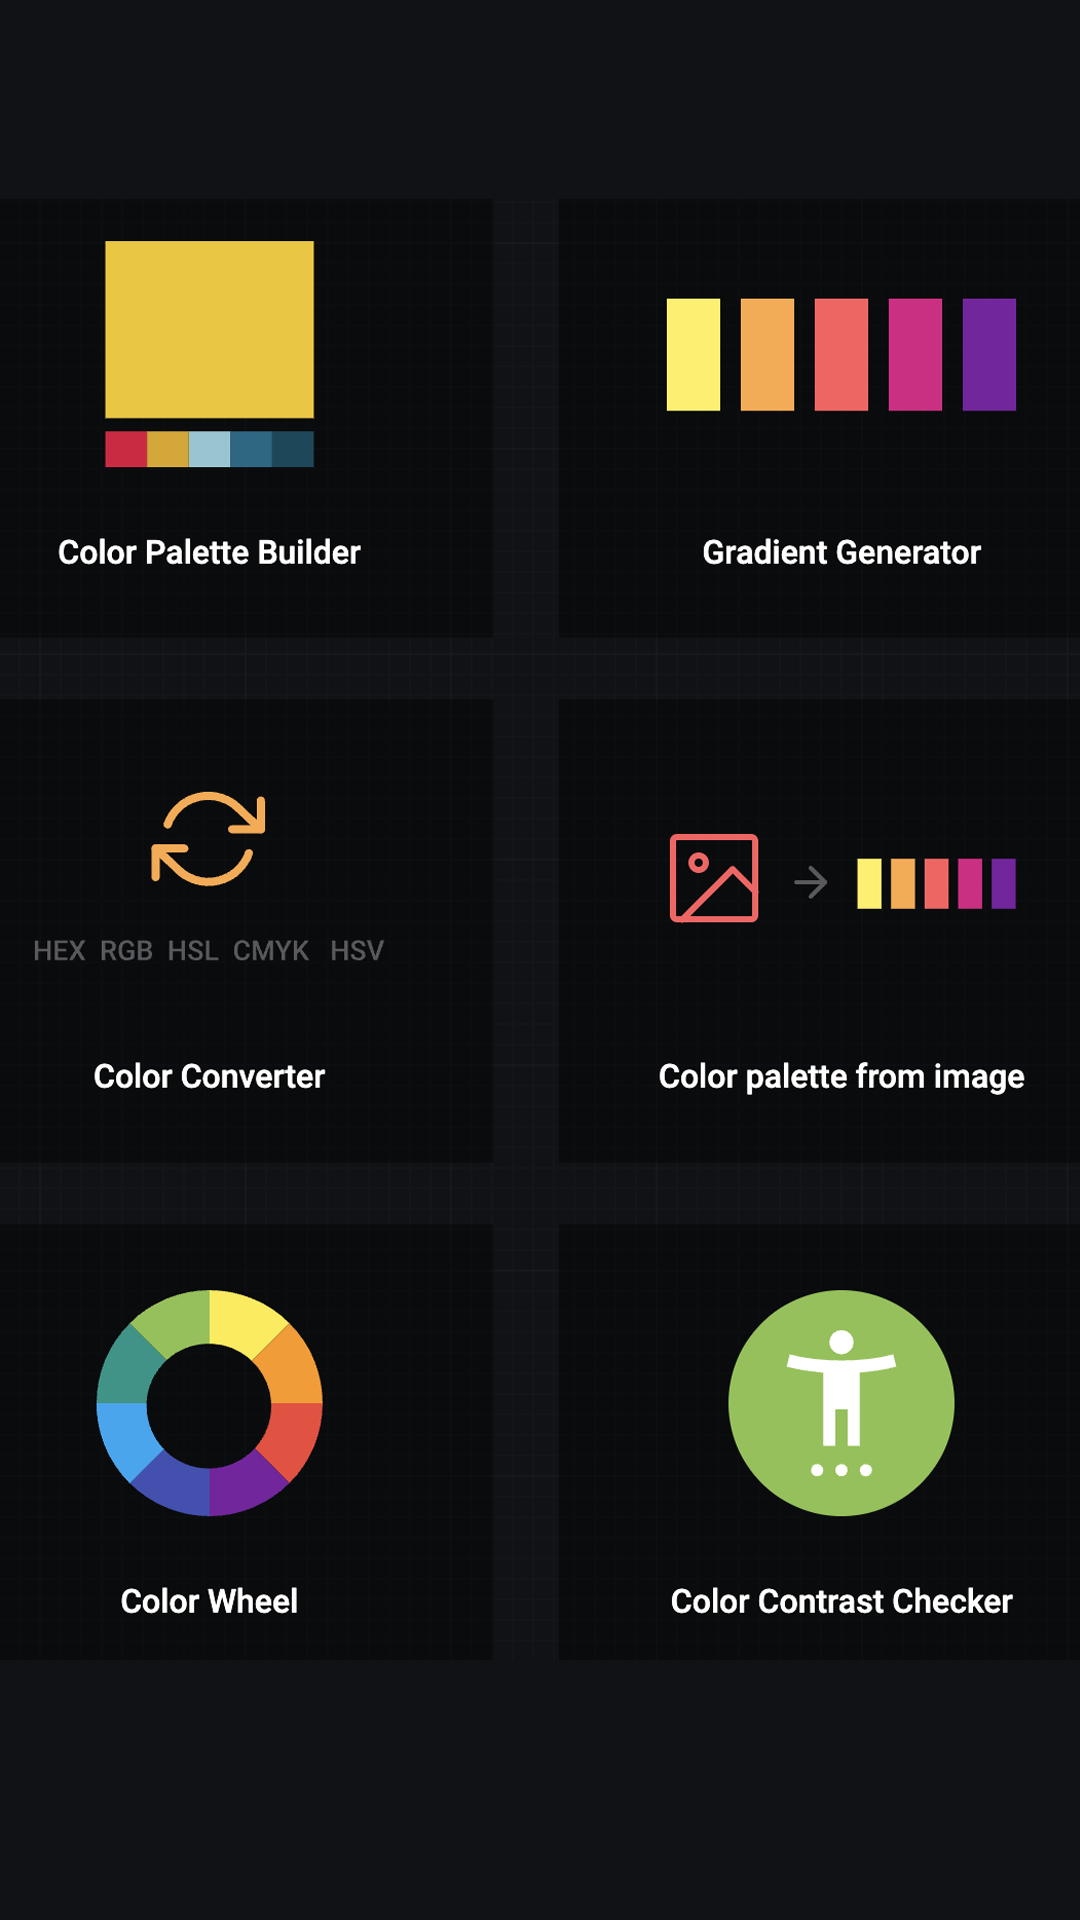 Color Palette Builder
Gradient Generator
HEX RGB HSL CMYK HSV
Color Converter
Color palette from image
Color Wheel
Color Contrast Checker